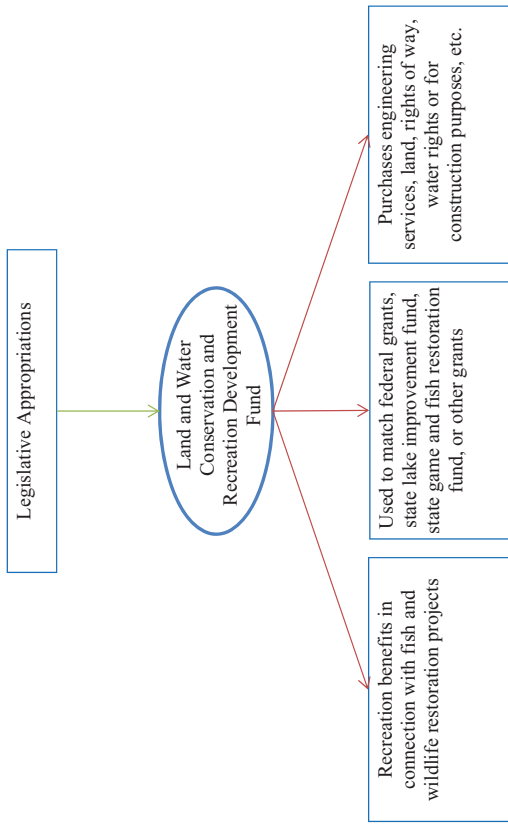 Legislative Appropriations
Land and Water
Conservation and
Recreation Development
Fund
Recreation benefits in
connection with fish and
wildlife restoration projects
Used to match federal grants,
state lake improvement fund,
state game and fish restoration
fund, or other grants
Purchases engineering
services, land, rights of way,
water rights or for
construction purposes, etc.